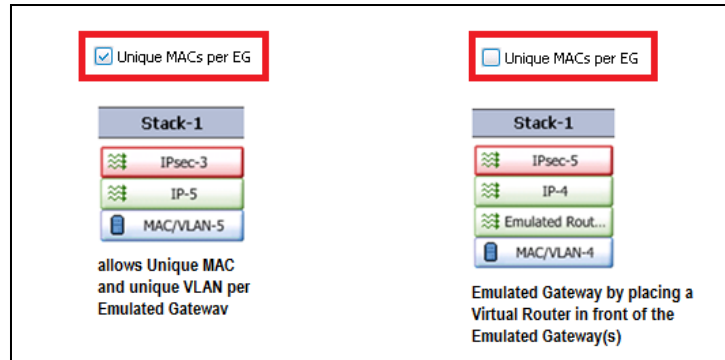 Unique MACs per EG
Stack-1
IPsec-3
IP-5
MAC/VLAN-5
allows Unique MAC
and unique VLAN per
Emulated Gateway
Unique MACs per EG
Stack-1
IPsec-5
IP-4
Emulated Rout...
MAC/VLAN-4
Emulated Gateway by placing a
Virtual Router in front of the
Emulated Gateway(s)